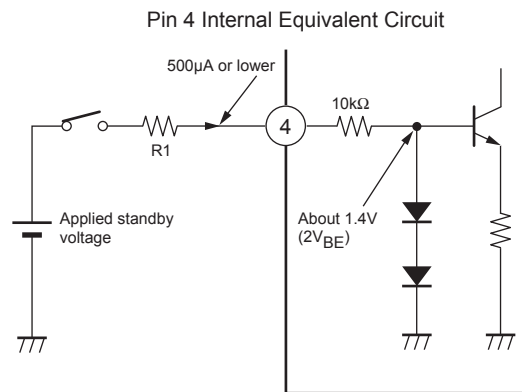 Pin 4 Internal Equivalent Circuit
500µA or lower
10kΩ
4
R1
About 1.4V
(2VBE)
Applied standby
voltage